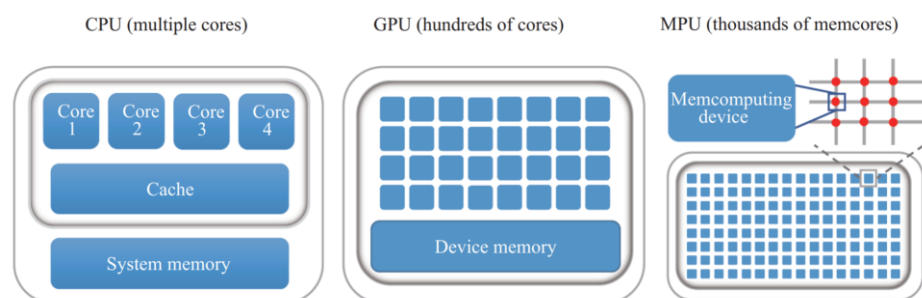 CPU (multiple cores)
GPU (hundreds of cores)
MPU (thousands of memcores)
Core
1
Core
2
Core
3
Core
4
Cache
System memory
Device memory
Memcomputing
device